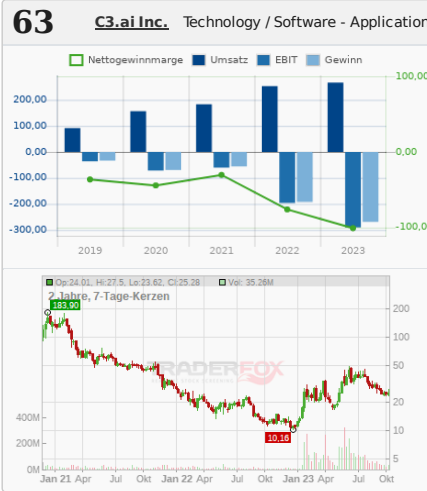 63 C3.ai Inc. Technology / Software - Application
Nettogewinnmarge Umsatz EBIT Gewinn
100,00
200,00
100,00
0,00 0,00
-100,00
-200,00
-100,0
-300,00
2019 2020 2021 2022 2023
Op:24.01, Hi:27.5, Lo:23.62, Cl:25.28 Vol: 35.26M
2 Jahre, 7-Tage-Kerzen
183,90
200
100
TRADERFOX
50
20
400M
10
10,16
200M
5
0M
Jan 21 Apr Jul Okt Jan 22 Apr Jul Okt Jan 23 Apr Jul Okt